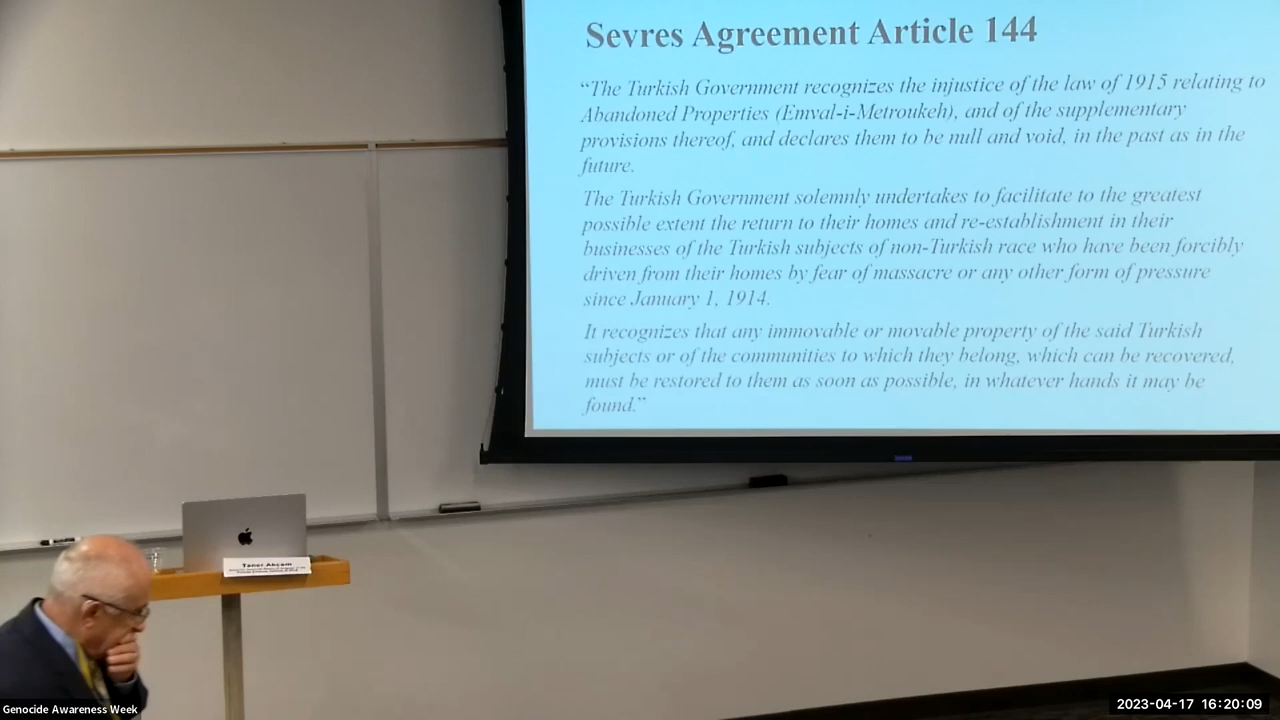 Sevres Agreement Article 144
“The Turkish Government recognizes the injustice of the law of 1915 relating to
Abandoned Properties (Emval-i-Metroukeh), and of the supplementary
provisions thereof, and declares them to be null and void, in the past as in the
future.
The Turkish Government solemnly undertakes to facilitate to the greatest
possible extent the return to their homes and re-establishment in their
businesses of the Turkish subjects of non-Turkish race who have been forcibly
driven from their homes by fear of massacre or any other form of pressure
since January 1, 1914.
It recognizes that any immovable or movable property of the said Turkish
subjects or of the communities to which they belong, which can be recovered,
must be restored to them as soon as possible, in whatever hands it may be
found.”
Taner Akçam
Genocide Awareness Week
2023-04-17 16:20:09